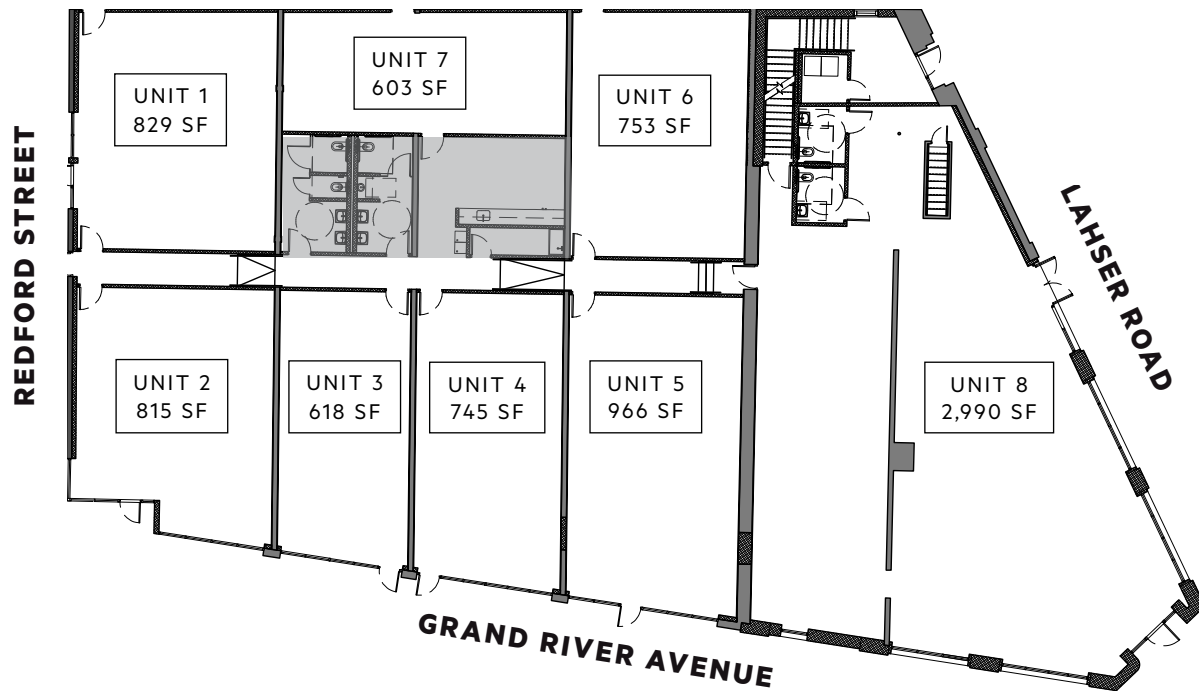 UNIT 7
603 SF
UNIT 1
829 SF
UNIT 6
753 SF
REDFORD STREET
LAHSER ROAD
UNIT 2
815 SF
UNIT 3
618 SF
UNIT 4
745 SF
UNIT 5
966 SF
UNIT 8
2,990 SF
GRAND RIVER AVENUE